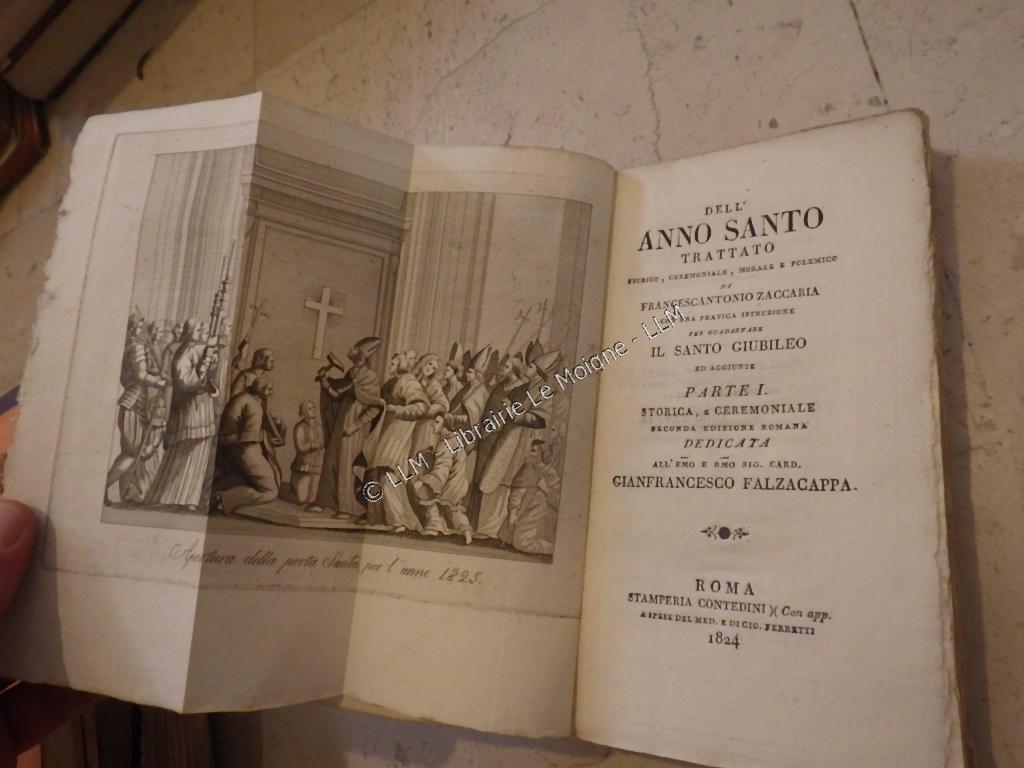 Apertura della porta Santa per l'anno 1825.
DELL'
ANNO SANTO
TRATTATO
STORICO, CEREMONIALE, MORALE E POLEMICO
DI
FRANCESCANTONIO ZACCARIA
CON UNA PRATICA ISTRUZIONE
PER GUADAGNARE
IL SANTO GIUBILEO
ED AGGIUNTE
PARTE I.
STORICA, E CEREMONIALE
SECONDA EDIZIONE ROMANA
DEDICATA
ALL' EM̅O E RM̅O SIG. CARD.
GIANFRANCESCO FALZACAPPA.
ROMA
STAMPERIA CONTEDINI )( Con app.
A SPESE DEL MED. E DI GIO. FERRETTI
1824
© LLM - Librairie Le Moigne - LLM